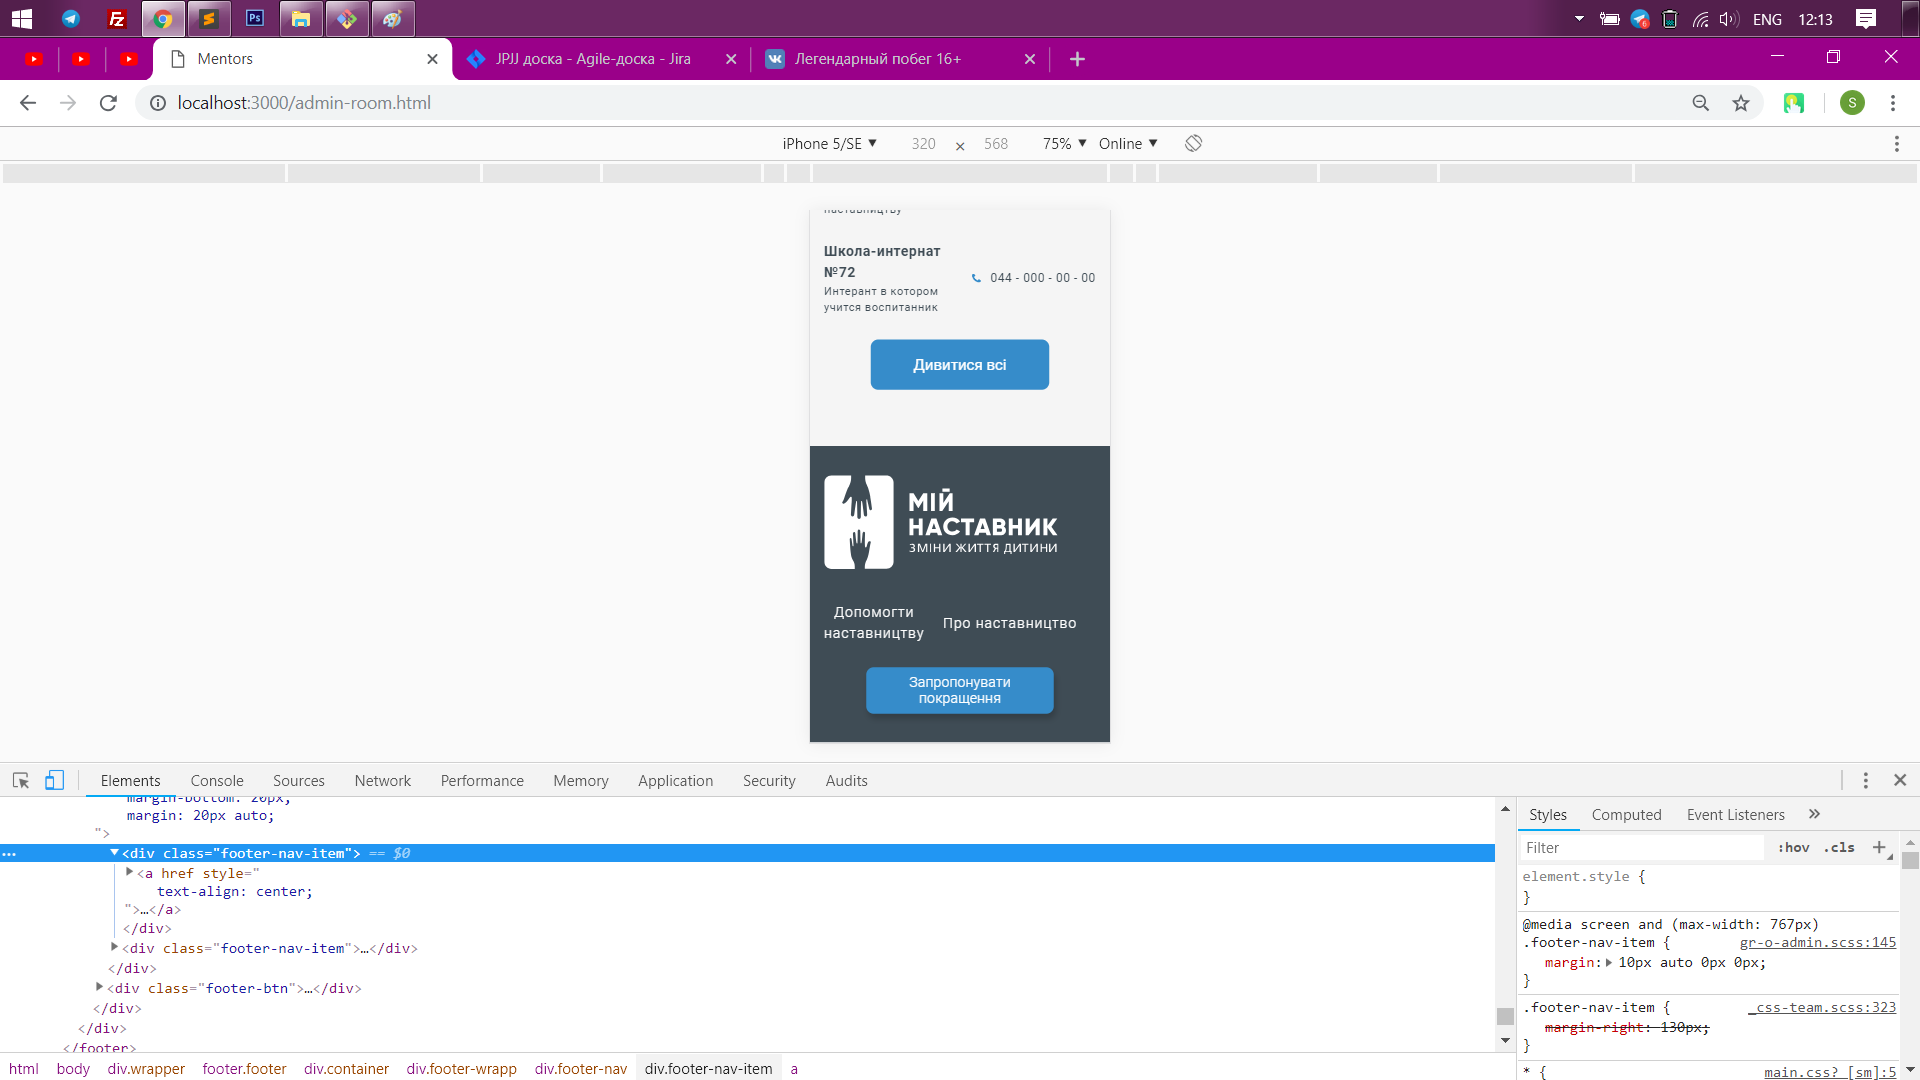 ENG
12:13
Mentors
JPJJ доска - Agile-доска - Jira
Легендарный побег 16+
localhost:3000/admin-room.html
S
iPhone 5/SE ▼ 320 × 568 75% ▼ Online ▼
наставництву
Школа-интернат
№72
Интерант в котором
учится воспитанник
044 - 000 - 00 - 00
Дивитися всі
МІЙ
НАСТАВНИК
ЗМІНИ ЖИТТЯ ДИТИНИ
Допомогти
наставництву
Про наставництво
Запропонувати
покращення
Elements Console Sources Network Performance Memory Application Security Audits
margin-bottom: 20px;
margin: 20px auto;
">
<div class="footer-nav-item"> == $0
<a href style="
text-align: center;
">…</a>
</div>
<div class="footer-nav-item">…</div>
</div>
<div class="footer-btn">…</div>
</div>
</div>
</footer>
html body div.wrapper footer.footer div.container div.footer-wrapp div.footer-nav div.footer-nav-item a
Styles Computed Event Listeners »
Filter :hov .cls +
element.style {
}
@media screen and (max-width: 767px)
.footer-nav-item { gr-o-admin.scss:145
margin: 10px auto 0px 0px;
}
.footer-nav-item { _css-team.scss:323
margin-right: 130px;
}
* { main.css?_[sm]:5